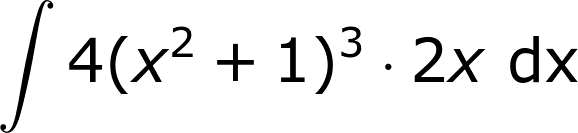 ∫ 4(x² + 1)³ · 2x dx